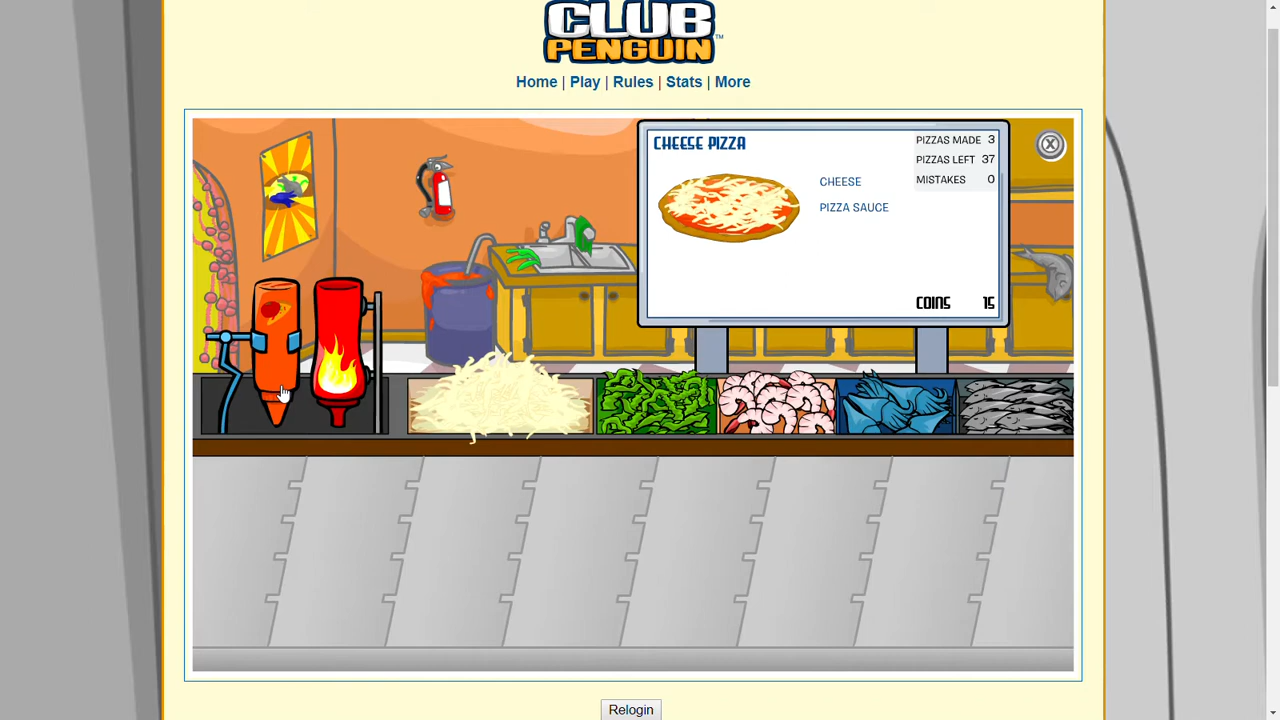 CLUB
PENGUIN™
Home | Play | Rules | Stats | More
CHEESE PIZZA
CHEESE
PIZZA SAUCE
PIZZAS MADE 3
PIZZAS LEFT 37
MISTAKES 0
COINS 15
X
Relogin